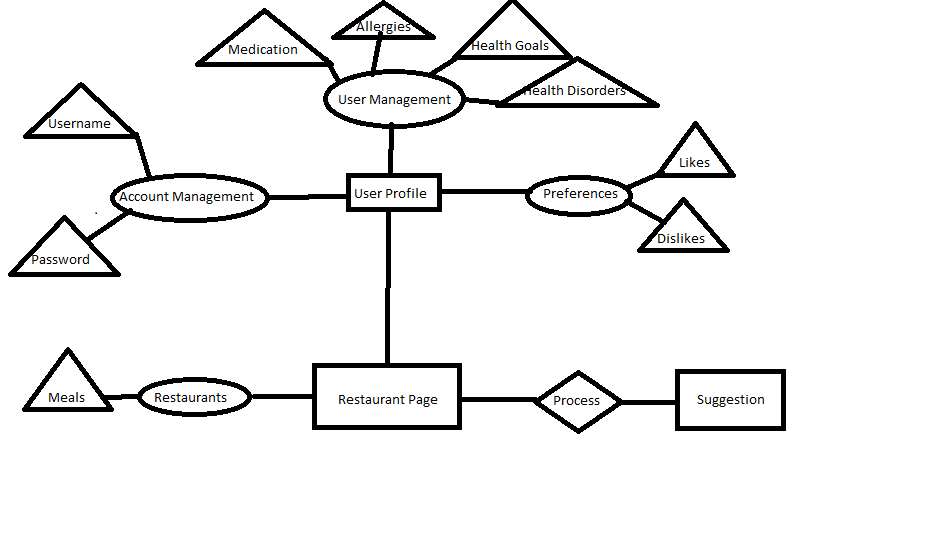 Allergies
Medication
Health Goals
Health Disorders
User Management
Username
Likes
Account Management
User Profile
Preferences
Dislikes
Password
Meals
Restaurants
Restaurant Page
Process
Suggestion